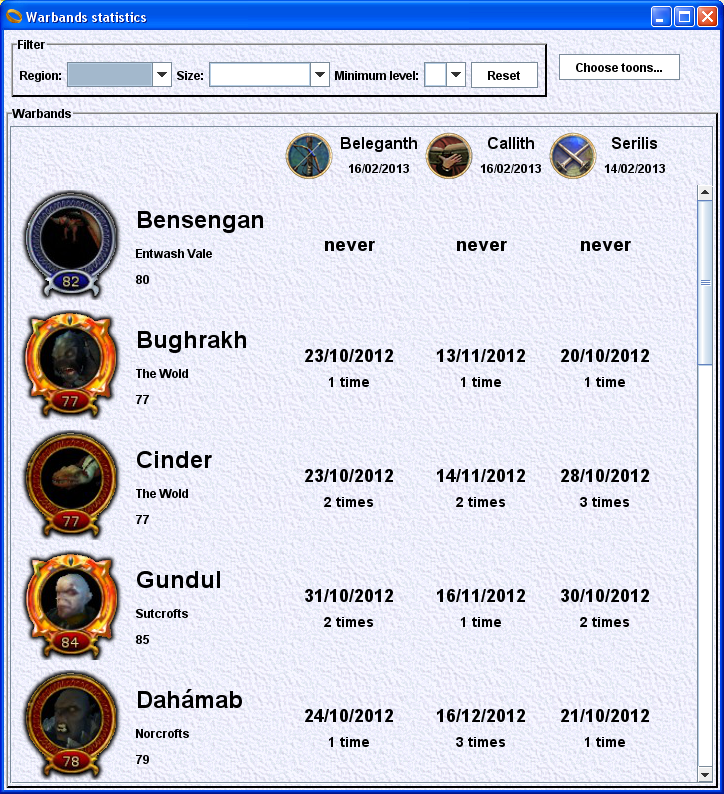 Warbands statistics
Filter
Region: Size: Minimum level: Reset Choose toons...
Warbands
Beleganth Callith Serilis
16/02/2013 16/02/2013 14/02/2013
Bensengan
never never never
Entwash Vale
82 80
Bughrakh
23/10/2012 13/11/2012 20/10/2012
The Wold
1 time 1 time 1 time
77 77
Cinder
23/10/2012 14/11/2012 28/10/2012
The Wold
2 times 2 times 3 times
77 77
Gundul
31/10/2012 16/11/2012 30/10/2012
Sutcrofts
2 times 1 time 2 times
84 85
Dahámab
24/10/2012 16/12/2012 21/10/2012
Norcrofts
1 time 3 times 1 time
78 79